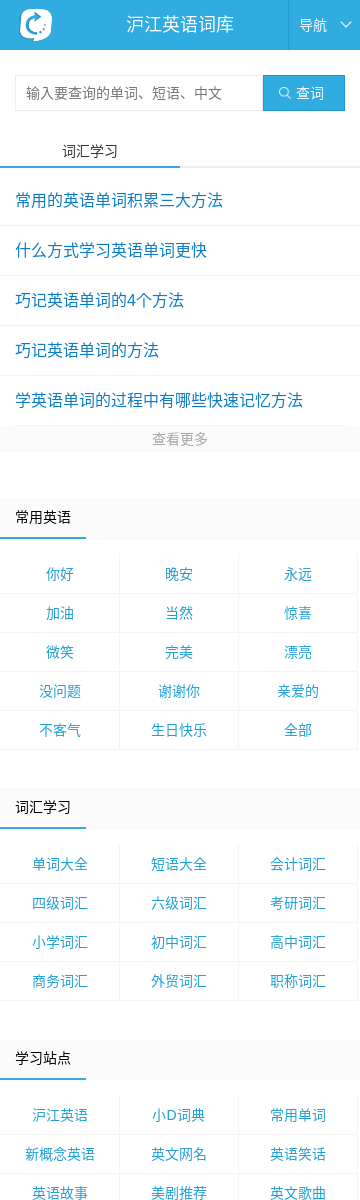 沪江英语词库
导航
输入要查询的单词、短语、中文
查词
词汇学习
常用的英语单词积累三大方法
什么方式学习英语单词更快
巧记英语单词的4个方法
巧记英语单词的方法
学英语单词的过程中有哪些快速记忆方法
查看更多
常用英语
你好 晚安 永远
加油 当然 惊喜
微笑 完美 漂亮
没问题 谢谢你 亲爱的
不客气 生日快乐 全部
词汇学习
单词大全 短语大全 会计词汇
四级词汇 六级词汇 考研词汇
小学词汇 初中词汇 高中词汇
商务词汇 外贸词汇 职称词汇
学习站点
沪江英语 小D词典 常用单词
新概念英语 英文网名 英语笑话
英语故事 美剧推荐 英文歌曲